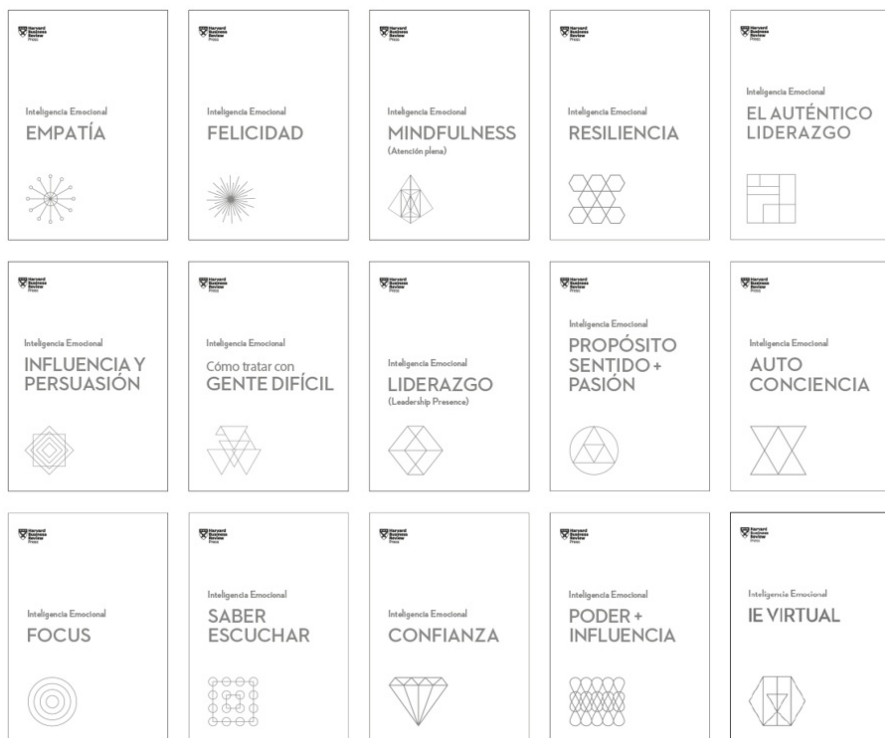 Harvard
Business
Review
Press
Inteligencia Emocional
EMPATÍA
Harvard
Business
Review
Press
Inteligencia Emocional
FELICIDAD
Harvard
Business
Review
Press
Inteligencia Emocional
MINDFULNESS
(Atención plena)
Harvard
Business
Review
Press
Inteligencia Emocional
RESILIENCIA
Harvard
Business
Review
Press
Inteligencia Emocional
EL AUTÉNTICO
LIDERAZGO
Harvard
Business
Review
Press
Inteligencia Emocional
INFLUENCIA Y
PERSUASIÓN
Harvard
Business
Review
Press
Inteligencia Emocional
Cómo tratar con
GENTE DIFÍCIL
Harvard
Business
Review
Press
Inteligencia Emocional
LIDERAZGO
(Leadership Presence)
Harvard
Business
Review
Press
Inteligencia Emocional
PROPÓSITO
SENTIDO +
PASIÓN
Harvard
Business
Review
Press
Inteligencia Emocional
AUTO
CONCIENCIA
Harvard
Business
Review
Press
Inteligencia Emocional
FOCUS
Harvard
Business
Review
Press
Inteligencia Emocional
SABER
ESCUCHAR
Harvard
Business
Review
Press
Inteligencia Emocional
CONFIANZA
Harvard
Business
Review
Press
Inteligencia Emocional
PODER +
INFLUENCIA
Harvard
Business
Review
Press
Inteligencia Emocional
IE VIRTUAL